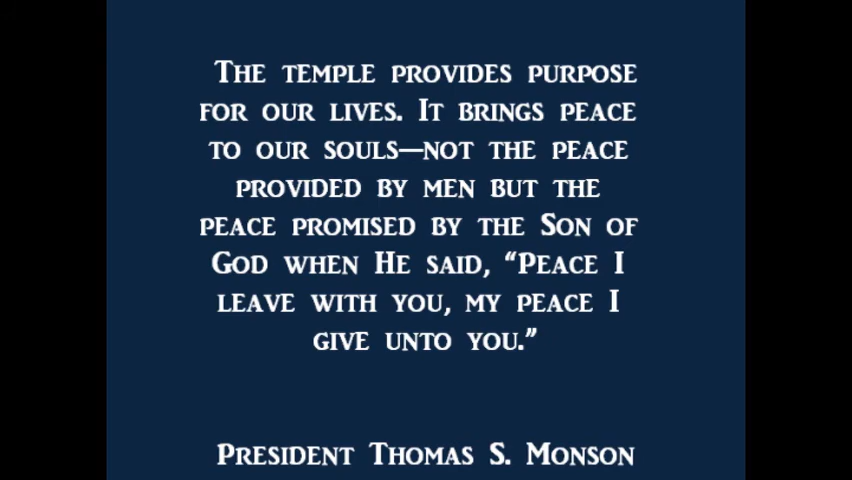 The temple provides purpose
for our lives. It brings peace
to our souls—not the peace
provided by men but the
peace promised by the Son of
God when He said, “Peace I
leave with you, my peace I
give unto you.”
President Thomas S. Monson